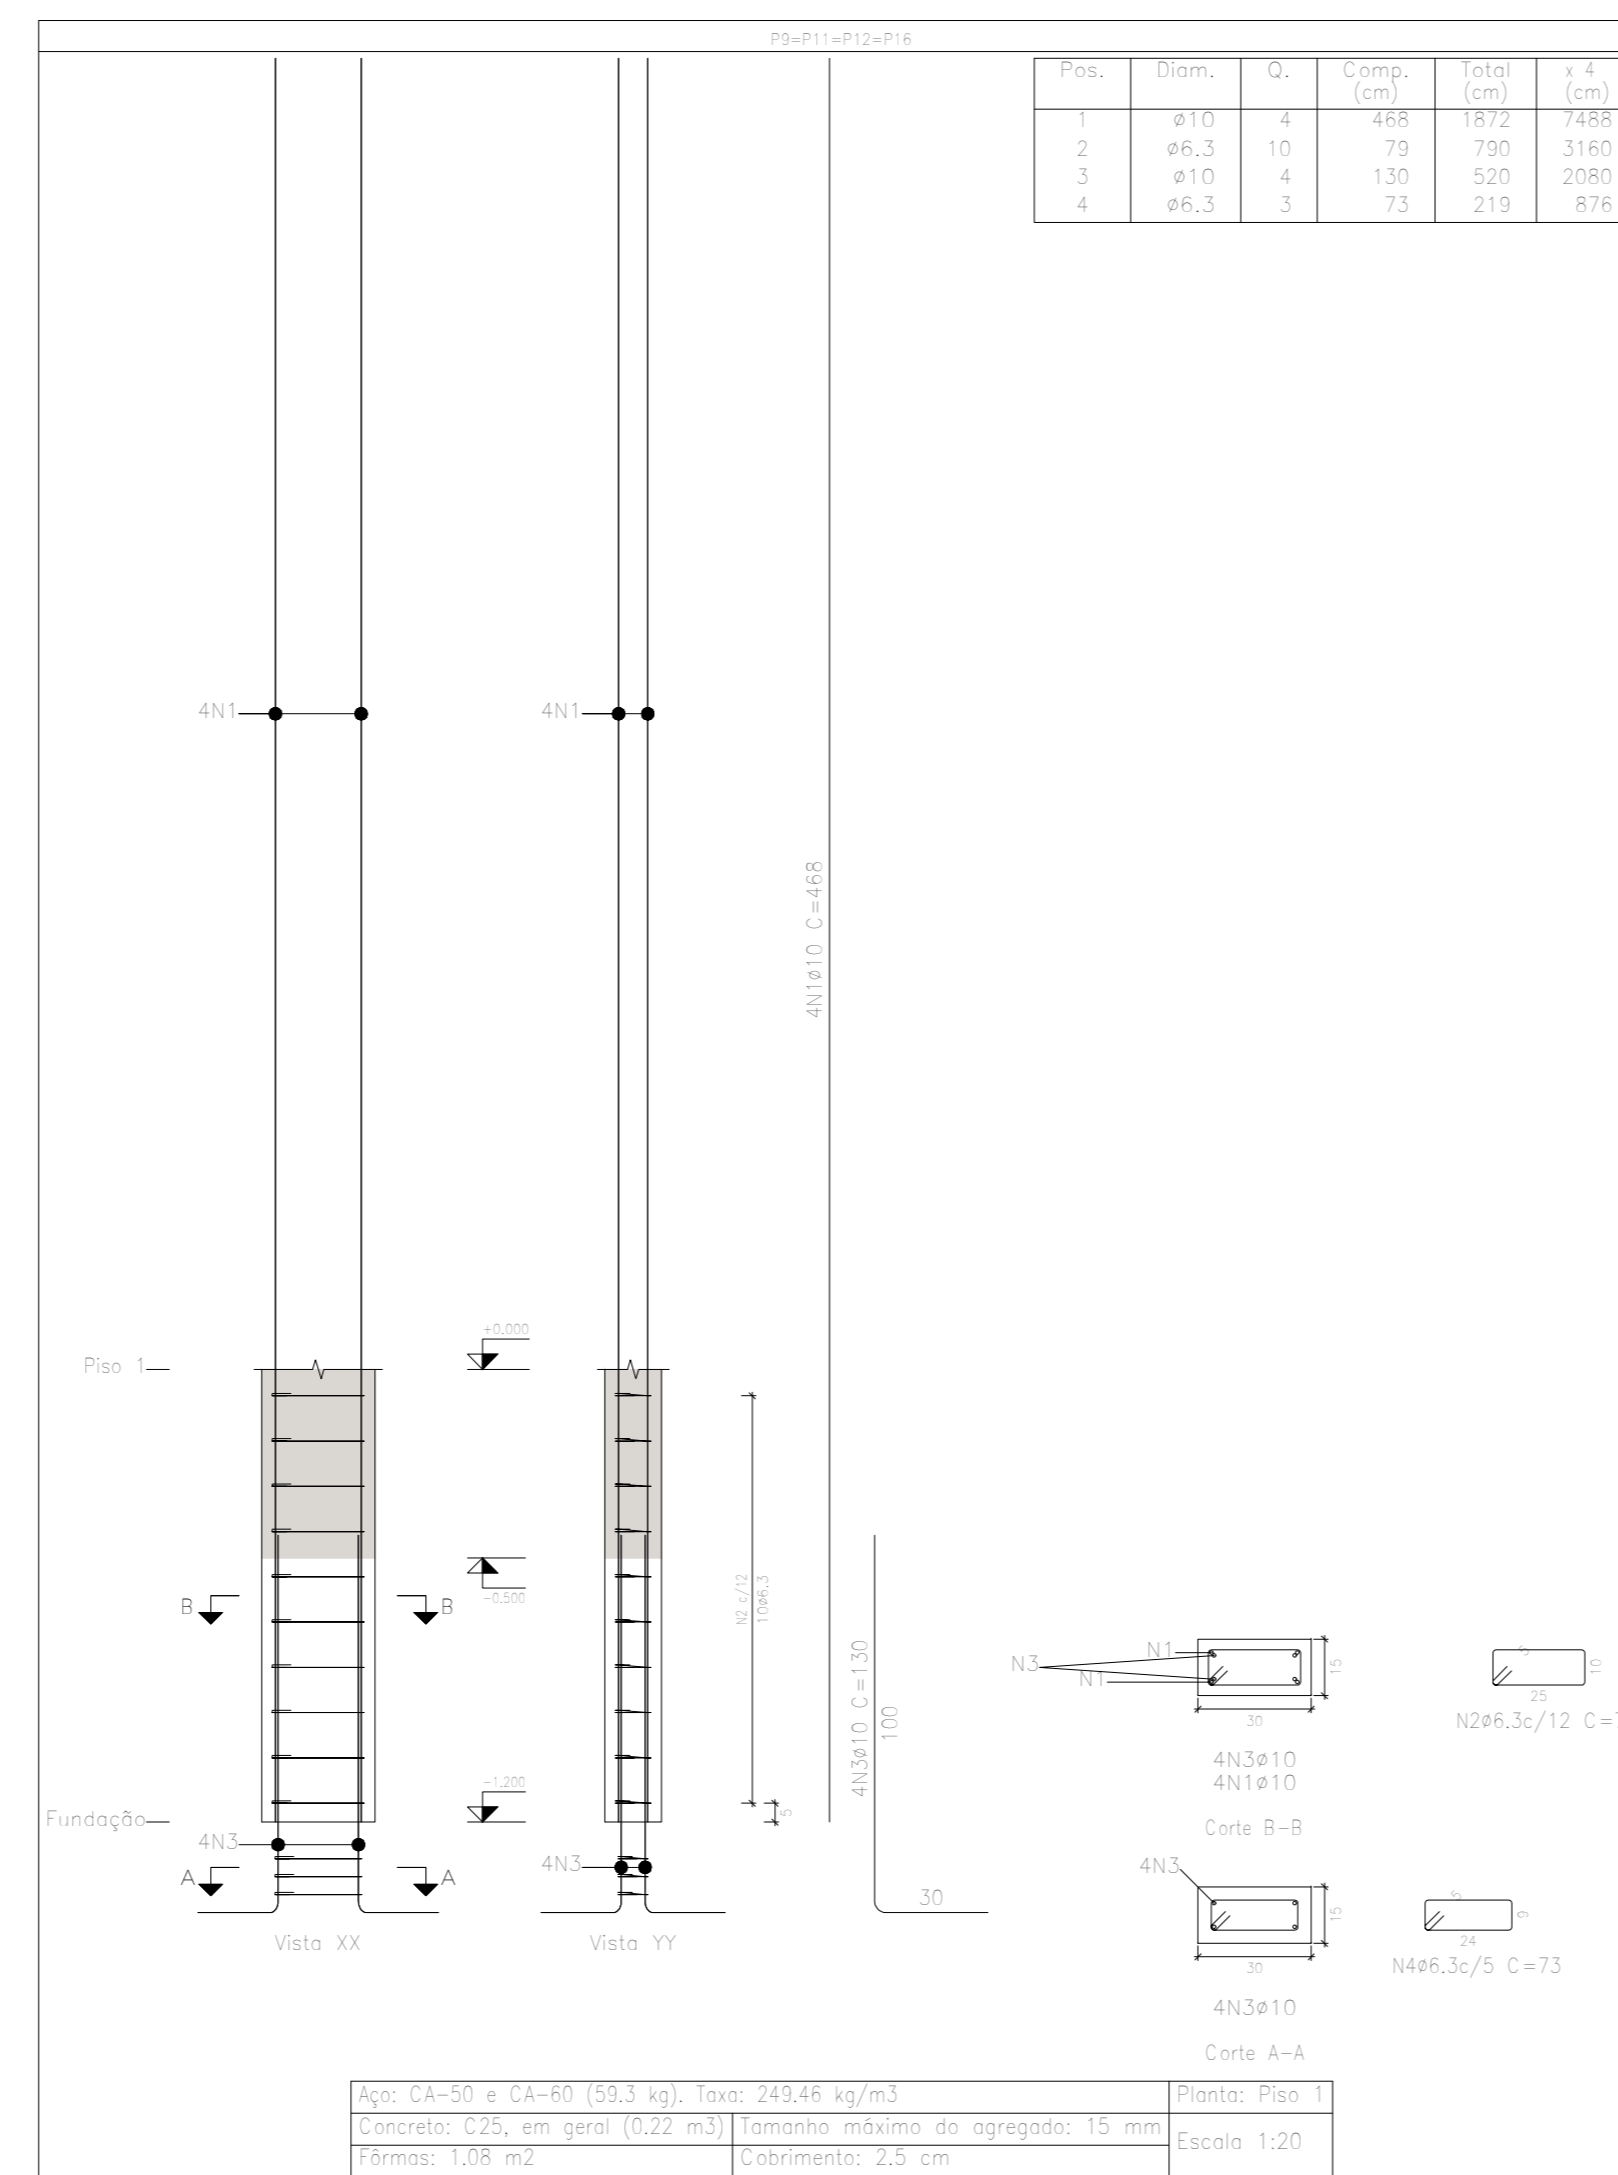 P9=P11=P12=P16
Pos. Diam. Q. Comp. (cm) Total (cm) x 4 (cm)
1 ø10 4 468 1872 7488
2 ø6.3 10 79 790 3160
3 ø10 4 130 520 2080
4 ø6.3 3 73 219 876
4N1
4N1
4N1ø10 C=468
Piso 1
+0.000
-0.500
B
B
N2 c/12
10ø6.3
4N3ø10 C=130
100
-1.200
5
Fundação
4N3
4N3
A
A
30
Vista XX
Vista YY
N3
N1
N1
15
30
4N3ø10
4N1ø10
Corte B-B
5
10
25
N2ø6.3c/12 C=
4N3
15
30
4N3ø10
Corte A-A
5
9
24
N4ø6.3c/5 C=73
Aço: CA-50 e CA-60 (59.3 kg). Taxa: 249.46 kg/m3
Planta: Piso 1
Concreto: C25, em geral (0.22 m3)
Tamanho máximo do agregado: 15 mm
Escala 1:20
Fôrmas: 1.08 m2
Cobrimento: 2.5 cm